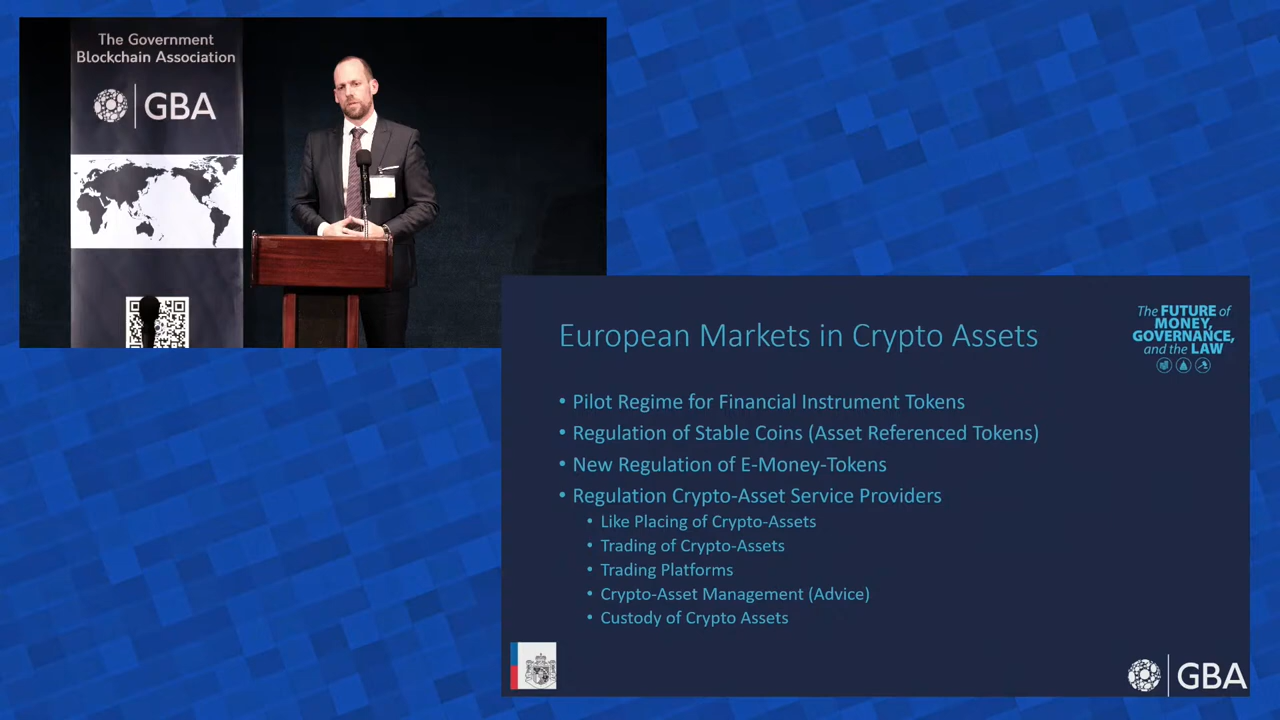 The Government
Blockchain Association
GBA
European Markets in Crypto Assets
The FUTURE of
MONEY,
GOVERNANCE,
and the LAW
• Pilot Regime for Financial Instrument Tokens
• Regulation of Stable Coins (Asset Referenced Tokens)
• New Regulation of E-Money-Tokens
• Regulation Crypto-Asset Service Providers
• Like Placing of Crypto-Assets
• Trading of Crypto-Assets
• Trading Platforms
• Crypto-Asset Management (Advice)
• Custody of Crypto Assets
GBA